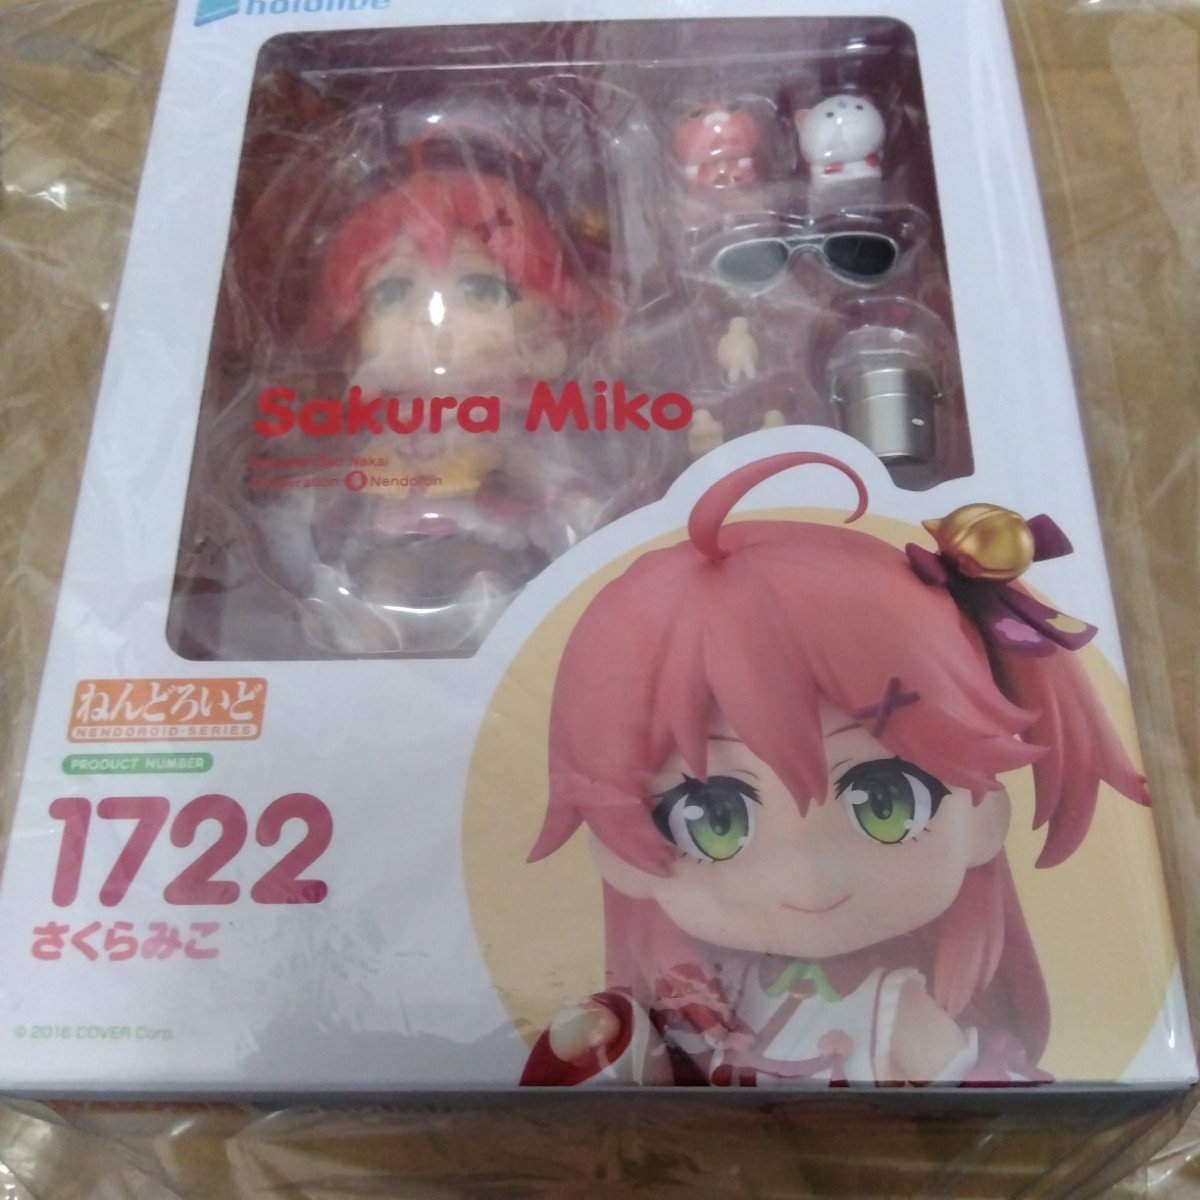 hololive
Sakura Miko
Nakai
Nendoron
ねんどろいど
NENDOROID-SERIES
PRODUCT NUMBER
1722
さくらみこ
© 2016 COVER Corp.